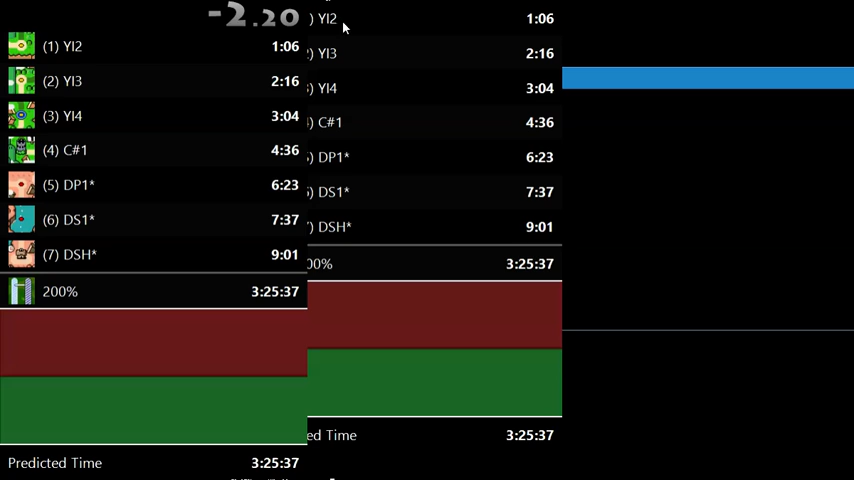 -2.20
(1) YI2 1:06
(2) YI3 2:16
(3) YI4 3:04
(4) C#1 4:36
(5) DP1* 6:23
(6) DS1* 7:37
(7) DSH* 9:01
200% 3:25:37
Predicted Time 3:25:37
) YI2 1:06
) YI3 2:16
) YI4 3:04
) C#1 4:36
) DP1* 6:23
) DS1* 7:37
) DSH* 9:01
00% 3:25:37
ed Time 3:25:37